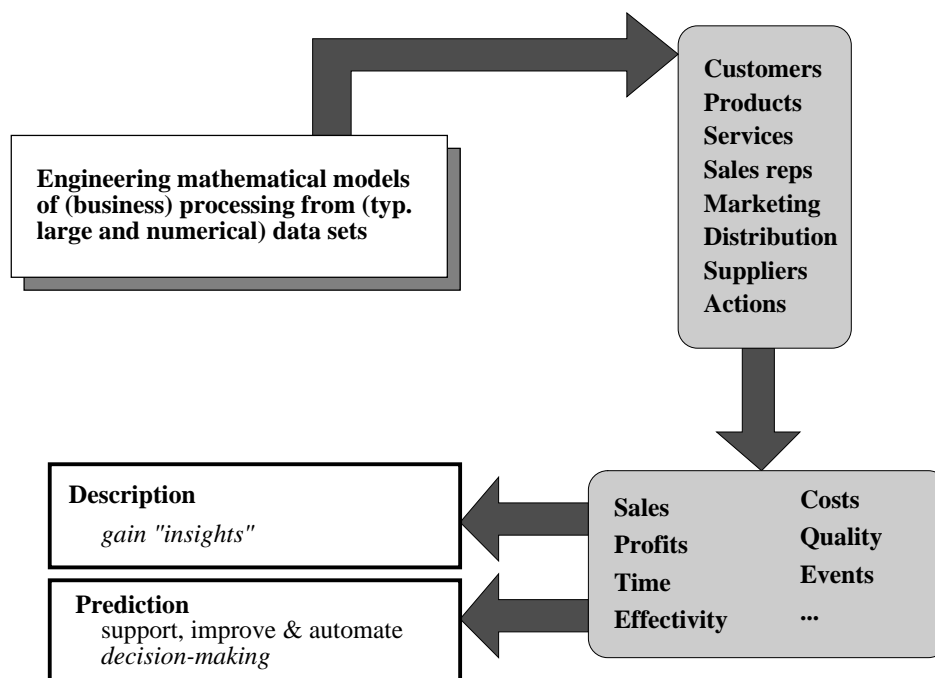 Engineering mathematical models
of (business) processing from (typ.
large and numerical) data sets
Customers
Products
Services
Sales reps
Marketing
Distribution
Suppliers
Actions
Sales
Profits
Time
Effectivity
Costs
Quality
Events
...
Description
gain "insights"
Prediction
support, improve & automate
decision-making